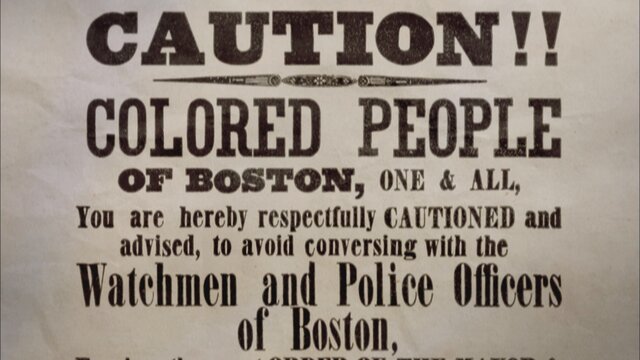 CAUTION!!
COLORED PEOPLE
OF BOSTON, ONE & ALL,
You are hereby respectfully CAUTIONED and
advised, to avoid conversing with the
Watchmen and Police Officers
of Boston,